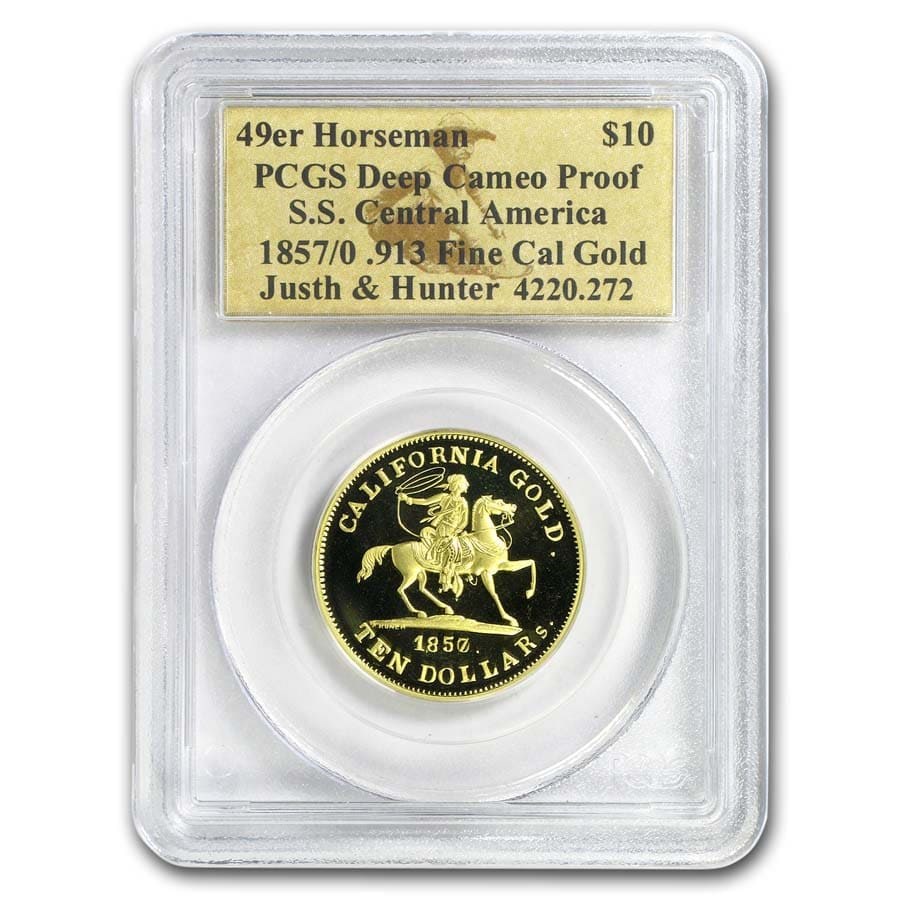 49er Horseman $10
PCGS Deep Cameo Proof
S.S. Central America
1857/0 .913 Fine Cal Gold
Justh & Hunter 4220.272
CALIFORNIA GOLD.
1857.
TEN DOLLARS.